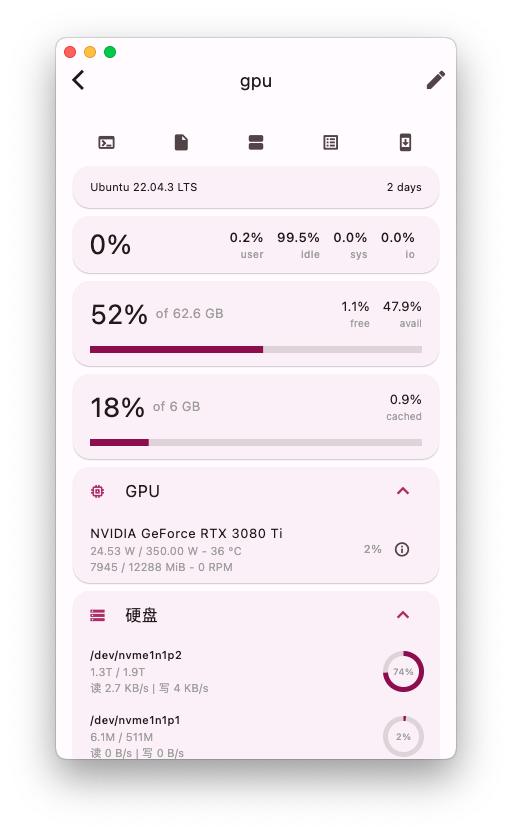 gpu
Ubuntu 22.04.3 LTS 2 days
0% 0.2% 99.5% 0.0% 0.0%
user idle sys io
52% of 62.6 GB 1.1% 47.9%
free avail
18% of 6 GB 0.9%
cached
GPU
NVIDIA GeForce RTX 3080 Ti
24.53 W / 350.00 W - 36 °C 2%
7945 / 12288 MiB - 0 RPM
硬盘
/dev/nvme1n1p2
1.3T / 1.9T 74%
读 2.7 KB/s | 写 4 KB/s
/dev/nvme1n1p1
6.1M / 511M 2%
读 0 B/s | 写 0 B/s